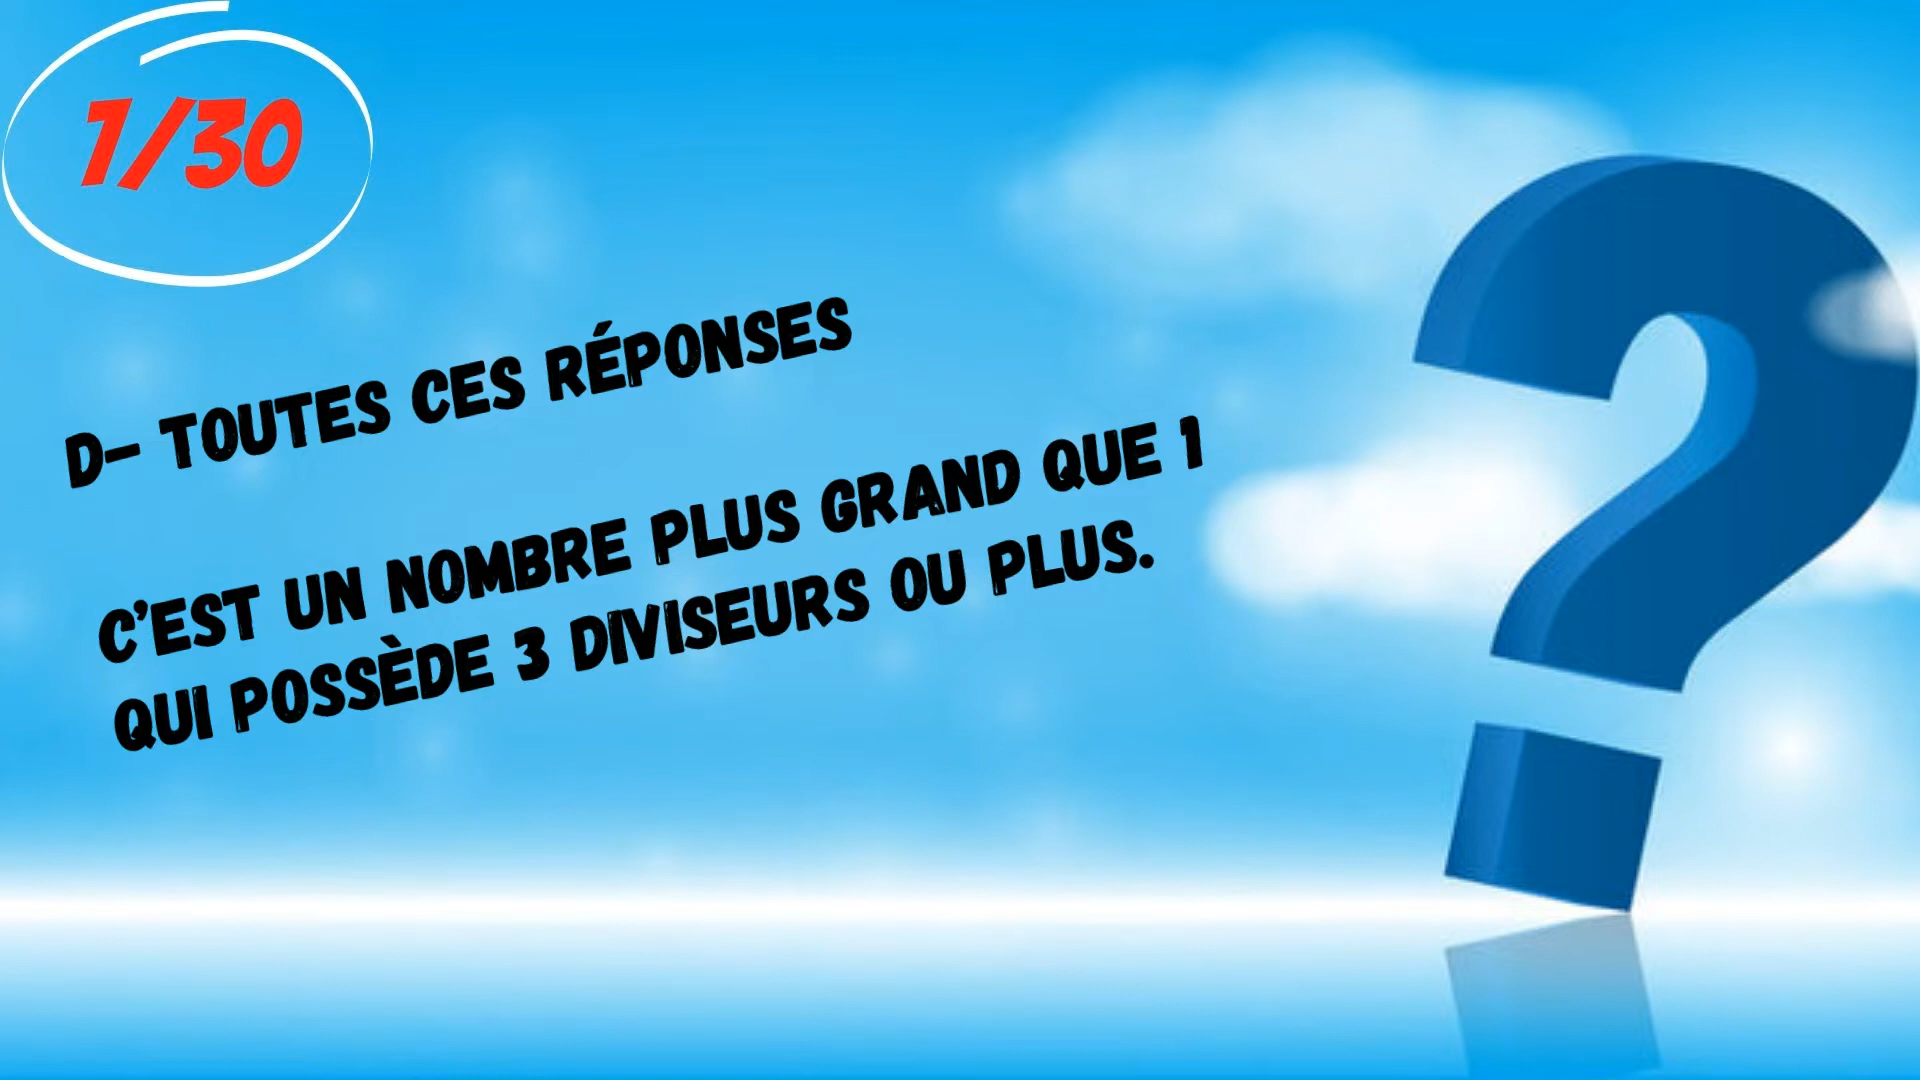 1/30
D- TOUTES CES RÉPONSES
C'EST UN NOMBRE PLUS GRAND QUE 1
QUI POSSÈDE 3 DIVISEURS OU PLUS.